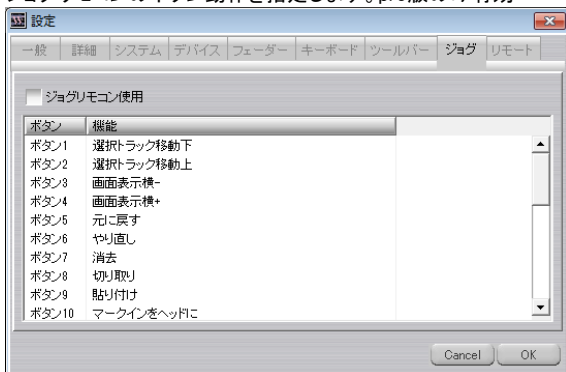 ジョグリモコンのボタン動作を指定します。pro版のみ有効
設定
一般 詳細 システム デバイス フェーダー キーボード ツールバー ジョグ リモート
ジョグリモコン使用
ボタン 機能
ボタン1 選択トラック移動下
ボタン2 選択トラック移動上
ボタン3 画面表示横-
ボタン4 画面表示横+
ボタン5 元に戻す
ボタン6 やり直し
ボタン7 消去
ボタン8 切り取り
ボタン9 貼り付け
ボタン10 マークインをヘッドに
Cancel OK